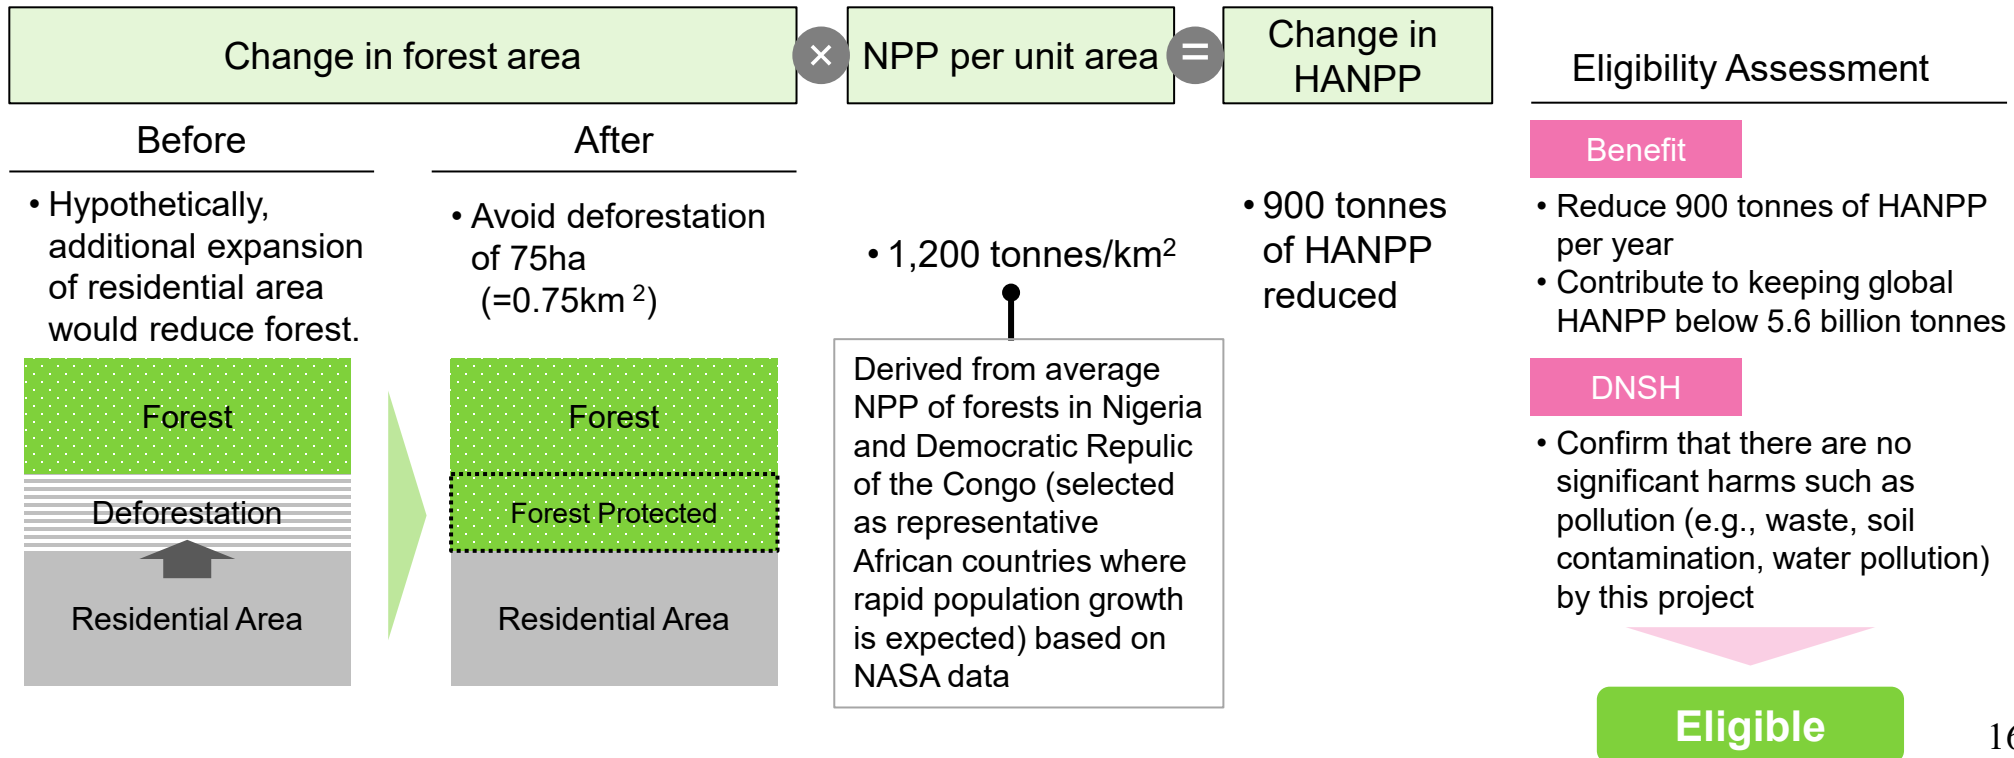 Change in forest area
×
NPP per unit area
=
Change in
HANPP
Eligibility Assessment
Before
After
• Hypothetically,
additional expansion
of residential area
would reduce forest.
• Avoid deforestation
of 75ha
(=0.75km 2)
• 1,200 tonnes/km2
• 900 tonnes
of HANPP
reduced
Forest
Deforestation
Residential Area
Forest
Forest Protected
Residential Area
Derived from average
NPP of forests in Nigeria
and Democratic Repulic
of the Congo (selected
as representative
African countries where
rapid population growth
is expected) based on
NASA data
Benefit
• Reduce 900 tonnes of HANPP
per year
• Contribute to keeping global
HANPP below 5.6 billion tonnes
DNSH
• Confirm that there are no
significant harms such as
pollution (e.g., waste, soil
contamination, water pollution)
by this project
Eligible
16